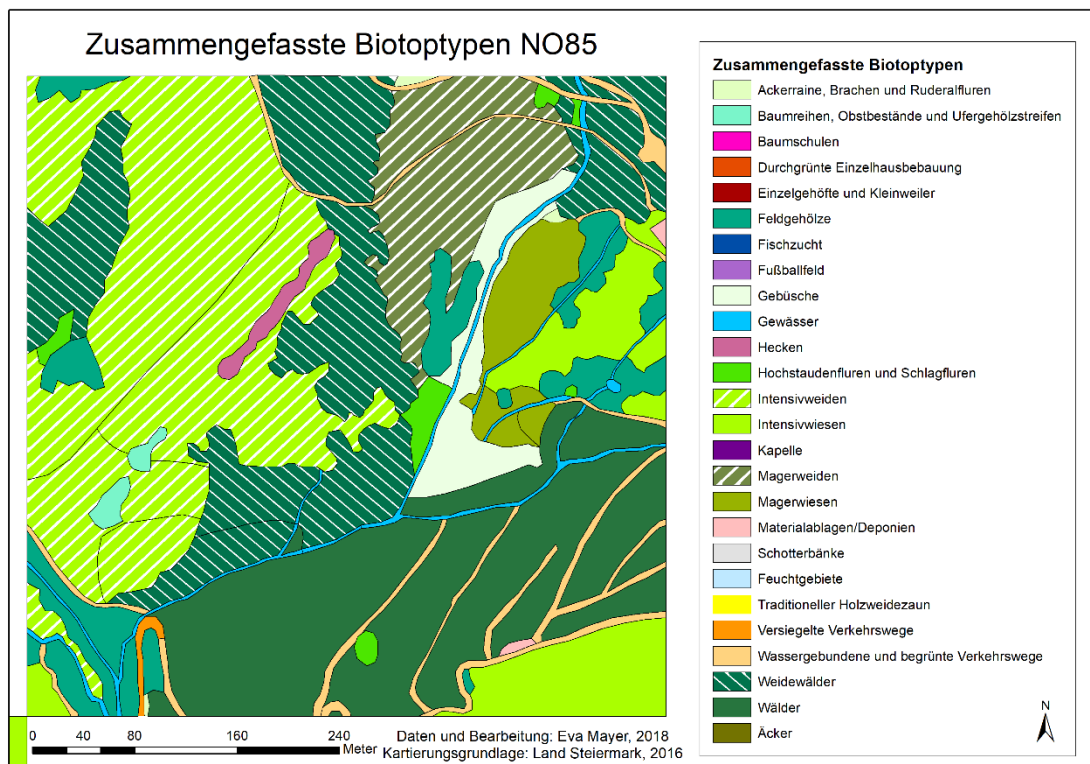 Zusammengefasste Biotoptypen NO85
Zusammengefasste Biotoptypen
Ackerraine, Brachen und Ruderalfluren
Baumreihen, Obstbestände und Ufergehölzstreifen
Baumschulen
Durchgrünte Einzelhausbebauung
Einzelgehöfte und Kleinweiler
Feldgehölze
Fischzucht
Fußballfeld
Gebüsche
Gewässer
Hecken
Hochstaudenfluren und Schlagfluren
Intensivweiden
Intensivwiesen
Kapelle
Magerweiden
Magerwiesen
Materialablagen/Deponien
Schotterbänke
Feuchtgebiete
Traditioneller Holzweidezaun
Versiegelte Verkehrswege
Wassergebundene und begrünte Verkehrswege
Weidewälder
Wälder
Äcker
N
0 40 80 160 240
Meter
Daten und Bearbeitung: Eva Mayer, 2018
Kartierungsgrundlage: Land Steiermark, 2016